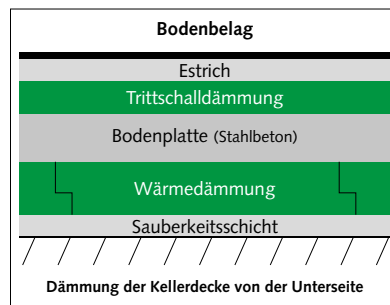 Bodenbelag
Estrich
Trittschalldämmung
Bodenplatte (Stahlbeton)
Wärmedämmung
Sauberkeitsschicht
Dämmung der Kellerdecke von der Unterseite